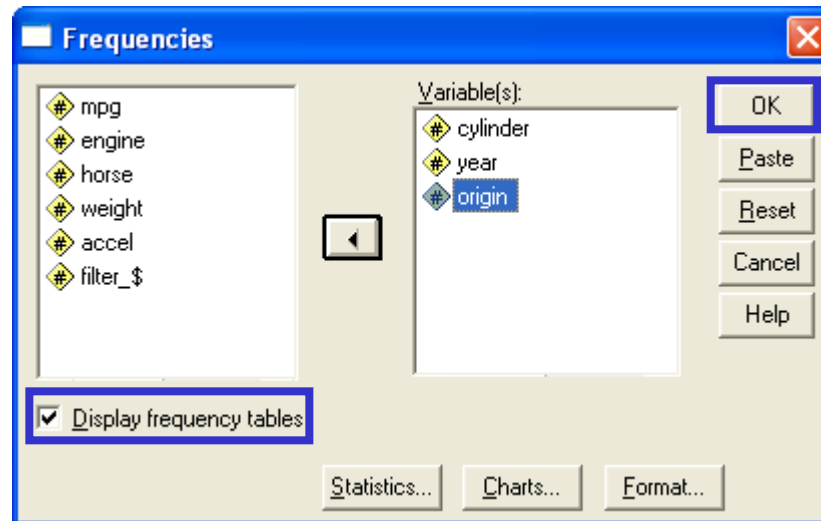 Frequencies
mpg
engine
horse
weight
accel
filter_$
Variable(s):
cylinder
year
origin
OK
Paste
Reset
Cancel
Help
Display frequency tables
Statistics...
Charts...
Format...